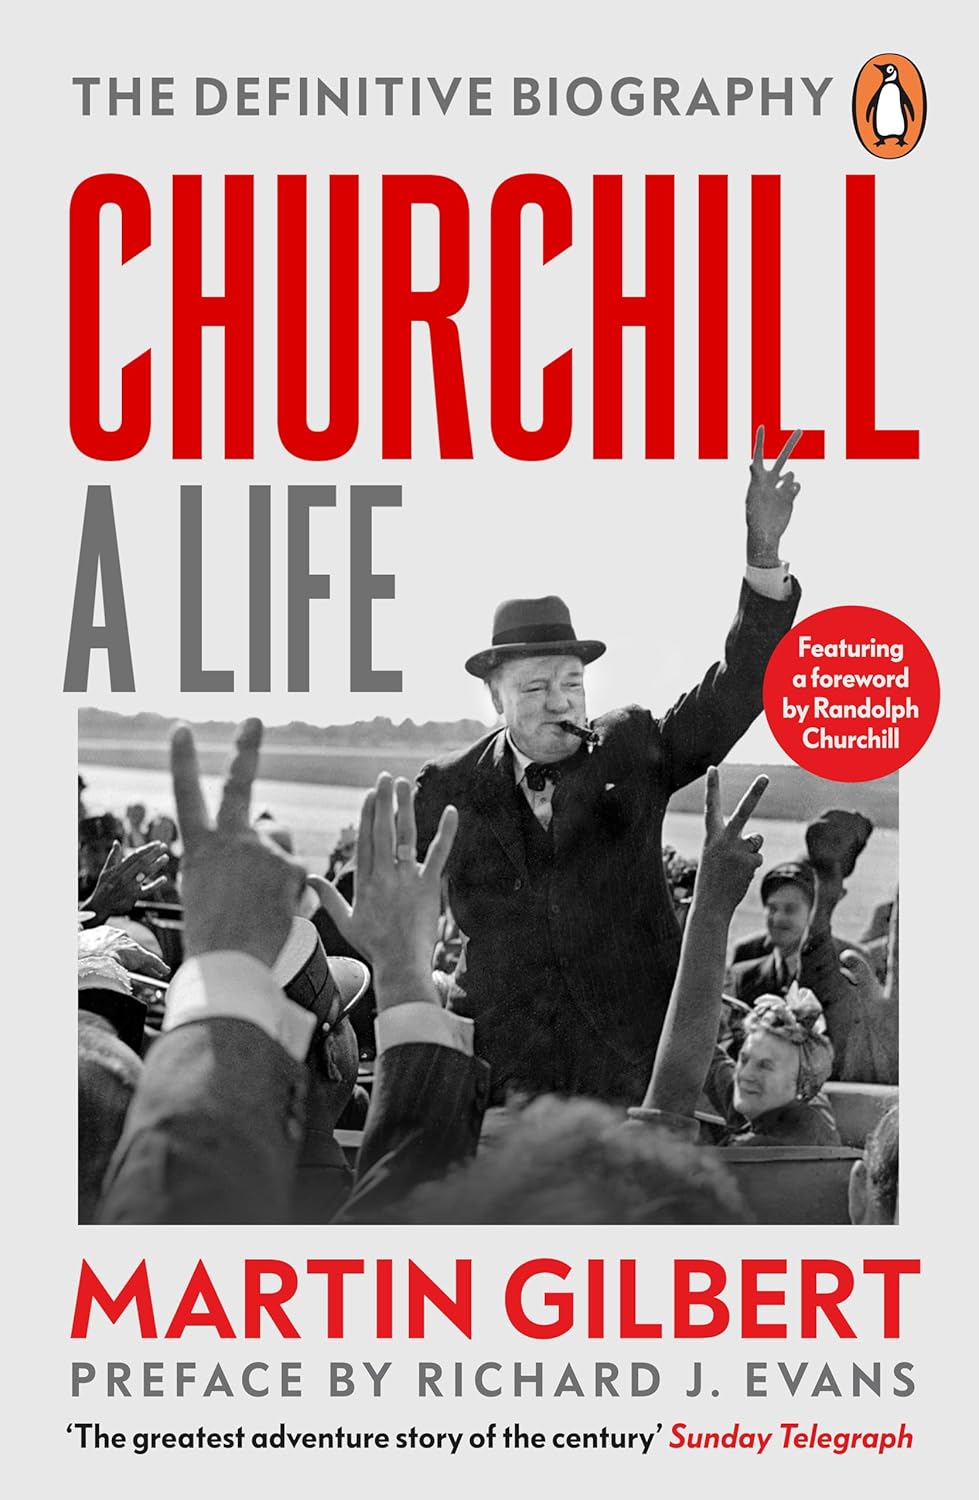 THE DEFINITIVE BIOGRAPHY
CHURCHILL
A LIFE
Featuring
a foreword
by Randolph
Churchill
MARTIN GILBERT
PREFACE BY RICHARD J. EVANS
‘The greatest adventure story of the century’ Sunday Telegraph